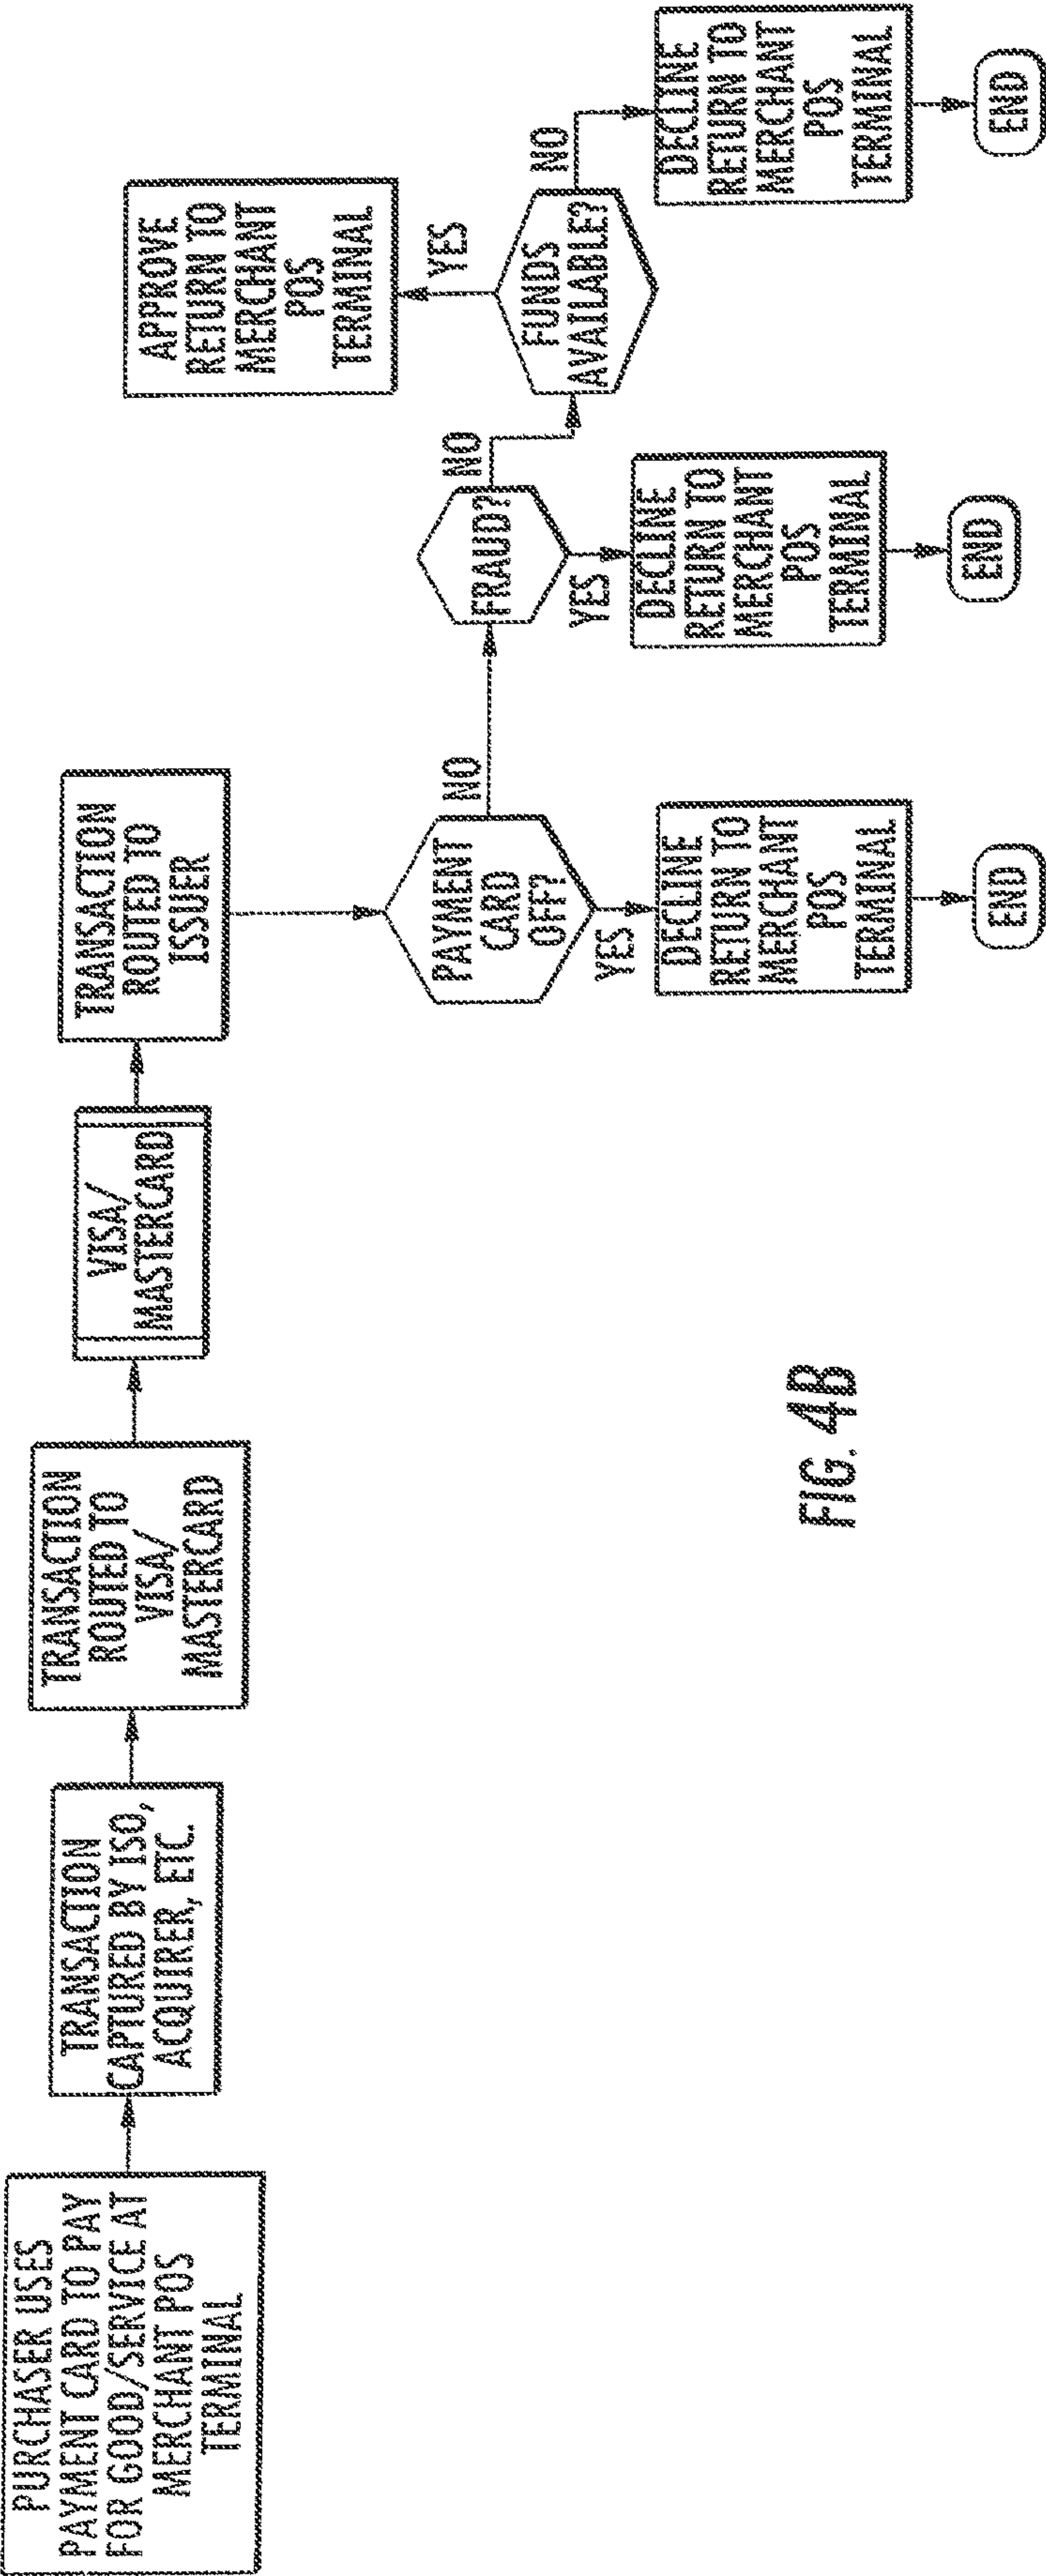 PURCHASER USES
PAYMENT CARD TO PAY
FOR GOOD/SERVICE AT
MERCHANT POS
TERMINAL
TRANSACTION
CAPTURED BY ISO,
ACQUIRER, ETC.
TRANSACTION
ROUTED TO
VISA/
MASTERCARD
VISA/
MASTERCARD
TRANSACTION
ROUTED TO
ISSUER
PAYMENT
CARD
OFF?
YES
DECLINE
RETURN TO
MERCHANT
POS
TERMINAL
END
NO
FRAUD?
YES
DECLINE
RETURN TO
MERCHANT
POS
TERMINAL
END
NO
FUNDS
AVAILABLE?
YES
APPROVE
RETURN TO
MERCHANT
POS
TERMINAL
NO
DECLINE
RETURN TO
MERCHANT
POS
TERMINAL
END
FIG. 4B